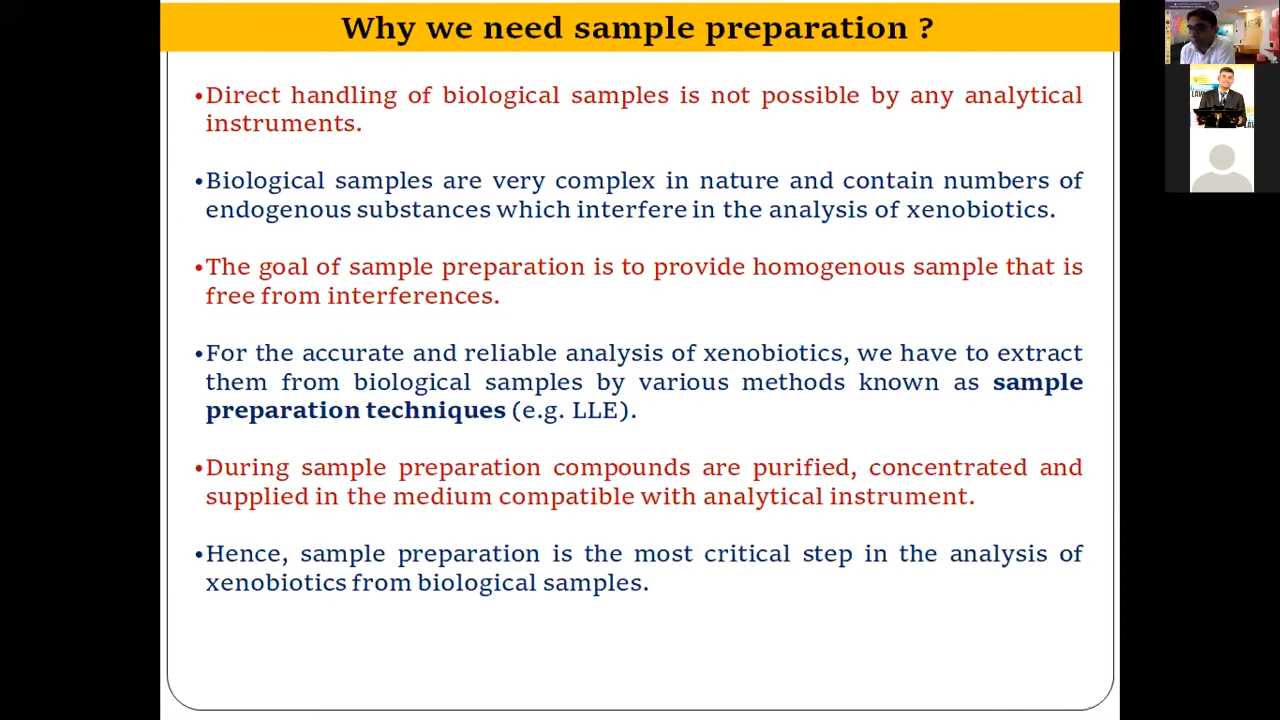 Why we need sample preparation ?
•Direct handling of biological samples is not possible by any analytical
instruments.
•Biological samples are very complex in nature and contain numbers of
endogenous substances which interfere in the analysis of xenobiotics.
•The goal of sample preparation is to provide homogenous sample that is
free from interferences.
•For the accurate and reliable analysis of xenobiotics, we have to extract
them from biological samples by various methods known as sample
preparation techniques (e.g. LLE).
•During sample preparation compounds are purified, concentrated and
supplied in the medium compatible with analytical instrument.
•Hence, sample preparation is the most critical step in the analysis of
xenobiotics from biological samples.